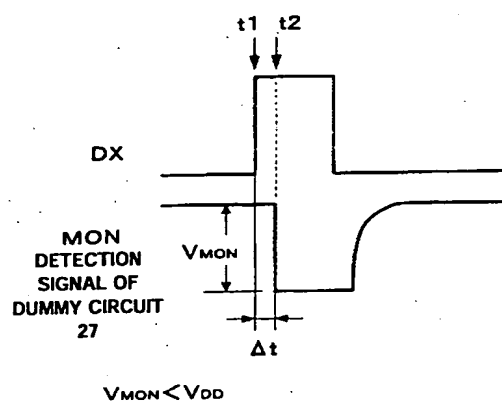 t1 t2
DX
VMON
MON
DETECTION
SIGNAL OF
DUMMY CIRCUIT
27
Δt
VMON<VDD